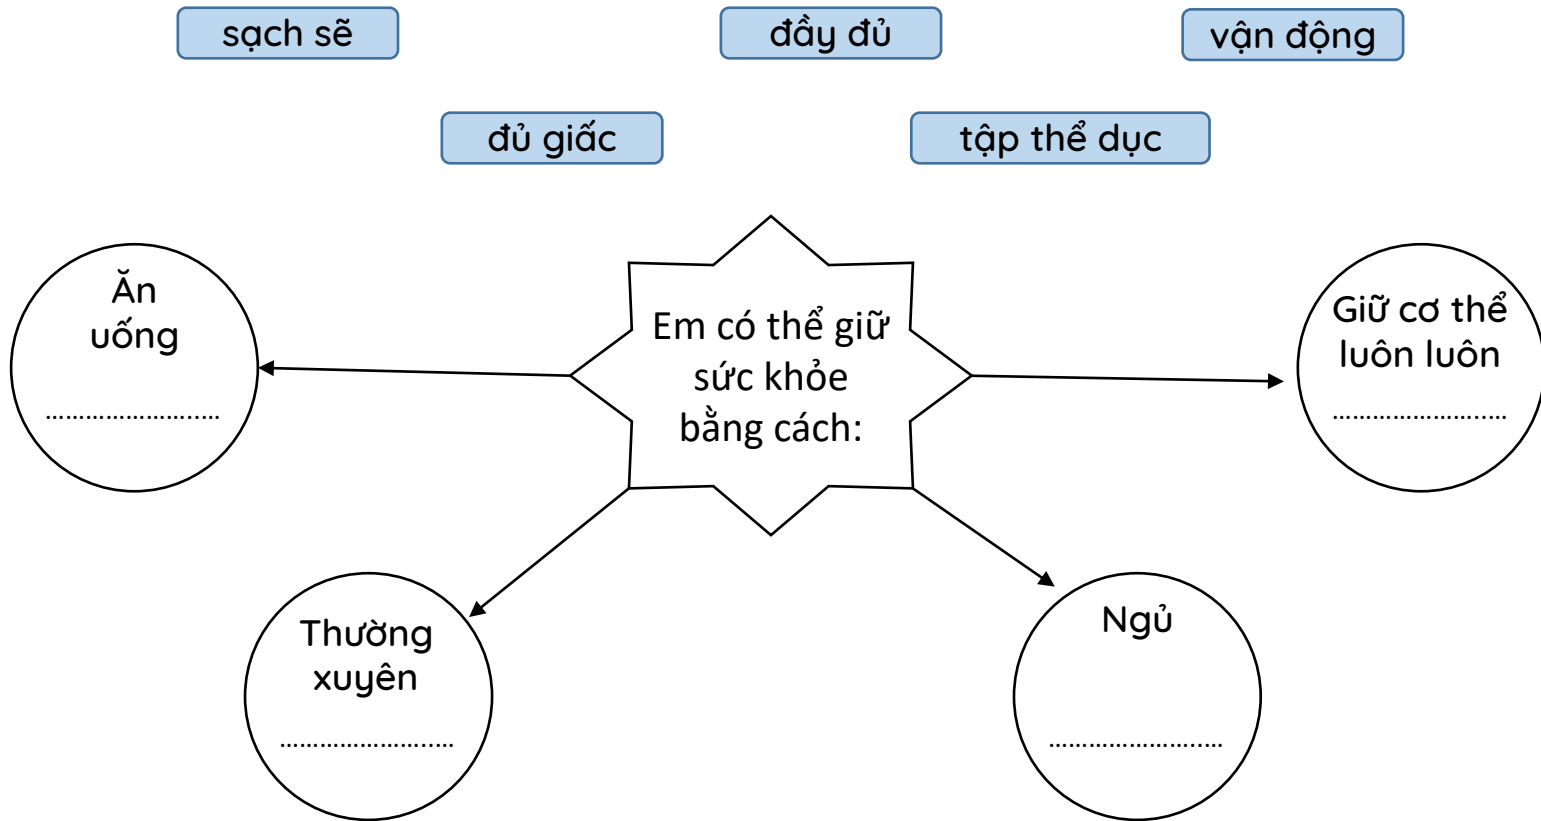 sạch sẽ
đầy đủ
vận động
đủ giấc
tập thể dục
Ăn
uống
..........................
Em có thể giữ
sức khỏe
bằng cách:
Giữ cơ thể
luôn luôn
..........................
Thường
xuyên
..........................
Ngủ
..........................